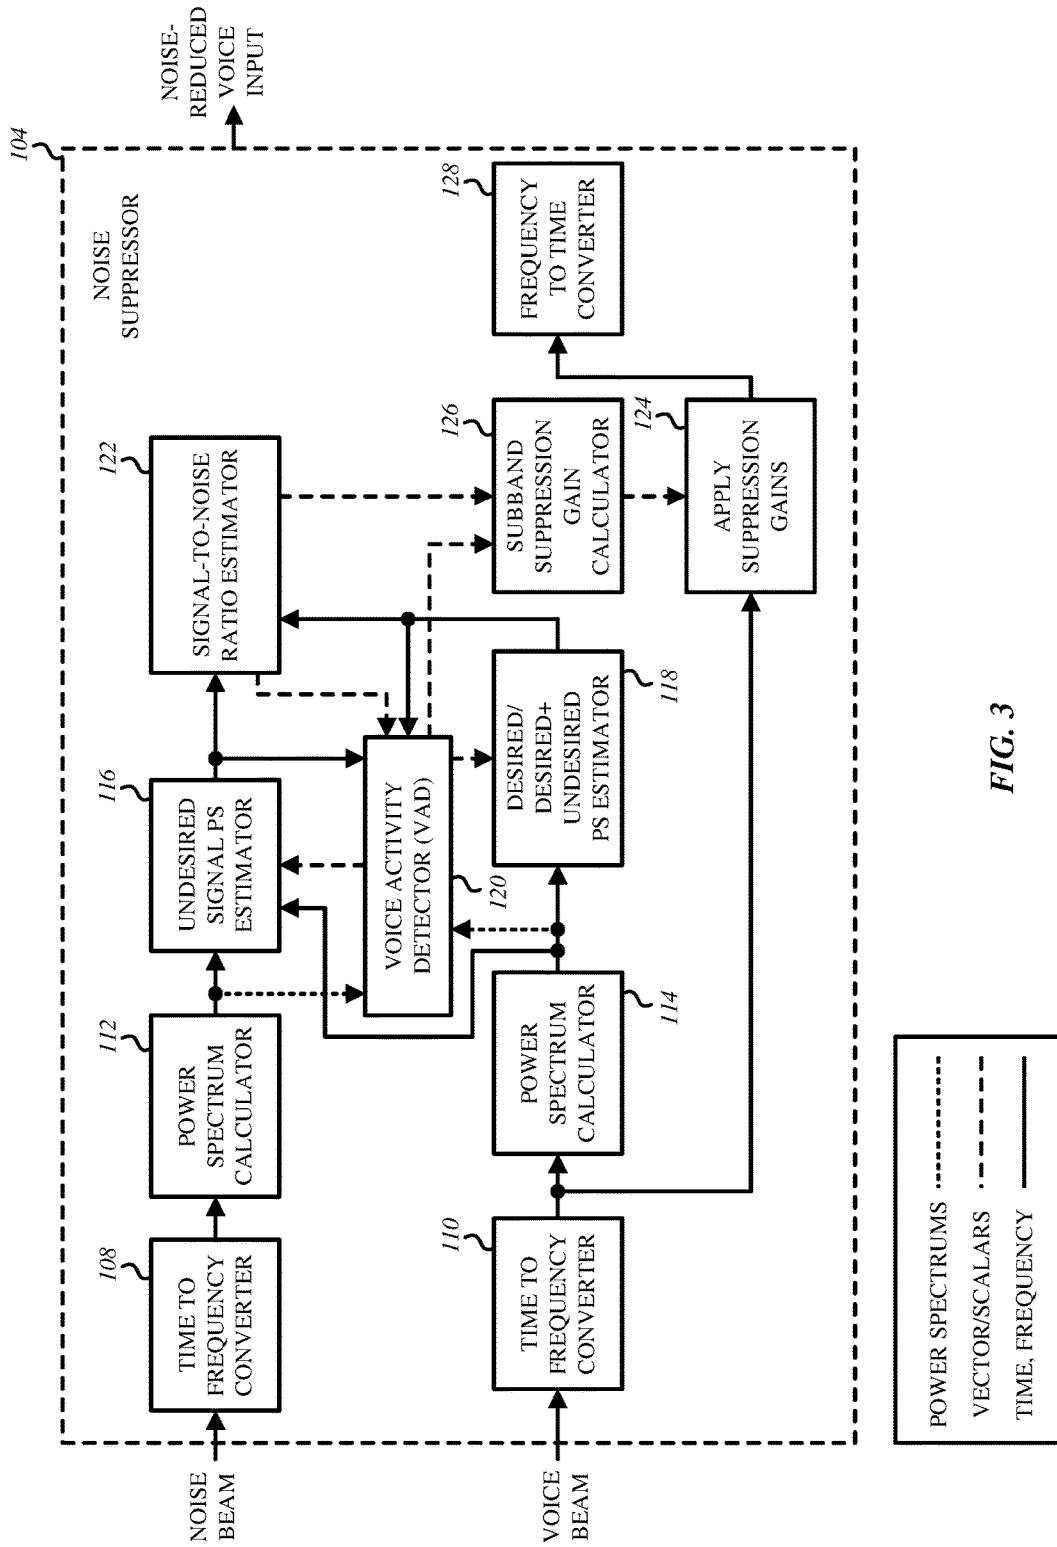 104
NOISE
SUPPRESSOR
NOISE-
REDUCED
VOICE
INPUT
NOISE
BEAM
108
TIME TO
FREQUENCY
CONVERTER
112
POWER
SPECTRUM
CALCULATOR
116
UNDESIRED
SIGNAL PS
ESTIMATOR
122
SIGNAL-TO-NOISE
RATIO ESTIMATOR
VOICE ACTIVITY
DETECTOR (VAD)
120
VOICE
BEAM
110
TIME TO
FREQUENCY
CONVERTER
POWER
SPECTRUM
CALCULATOR
114
DESIRED/
DESIRED+
UNDESIRED
PS ESTIMATOR
118
126
SUBBAND
SUPPRESSION
GAIN
CALCULATOR
128
FREQUENCY
TO TIME
CONVERTER
124
APPLY
SUPPRESSION
GAINS
POWER SPECTRUMS
VECTOR/SCALARS
TIME, FREQUENCY
FIG. 3